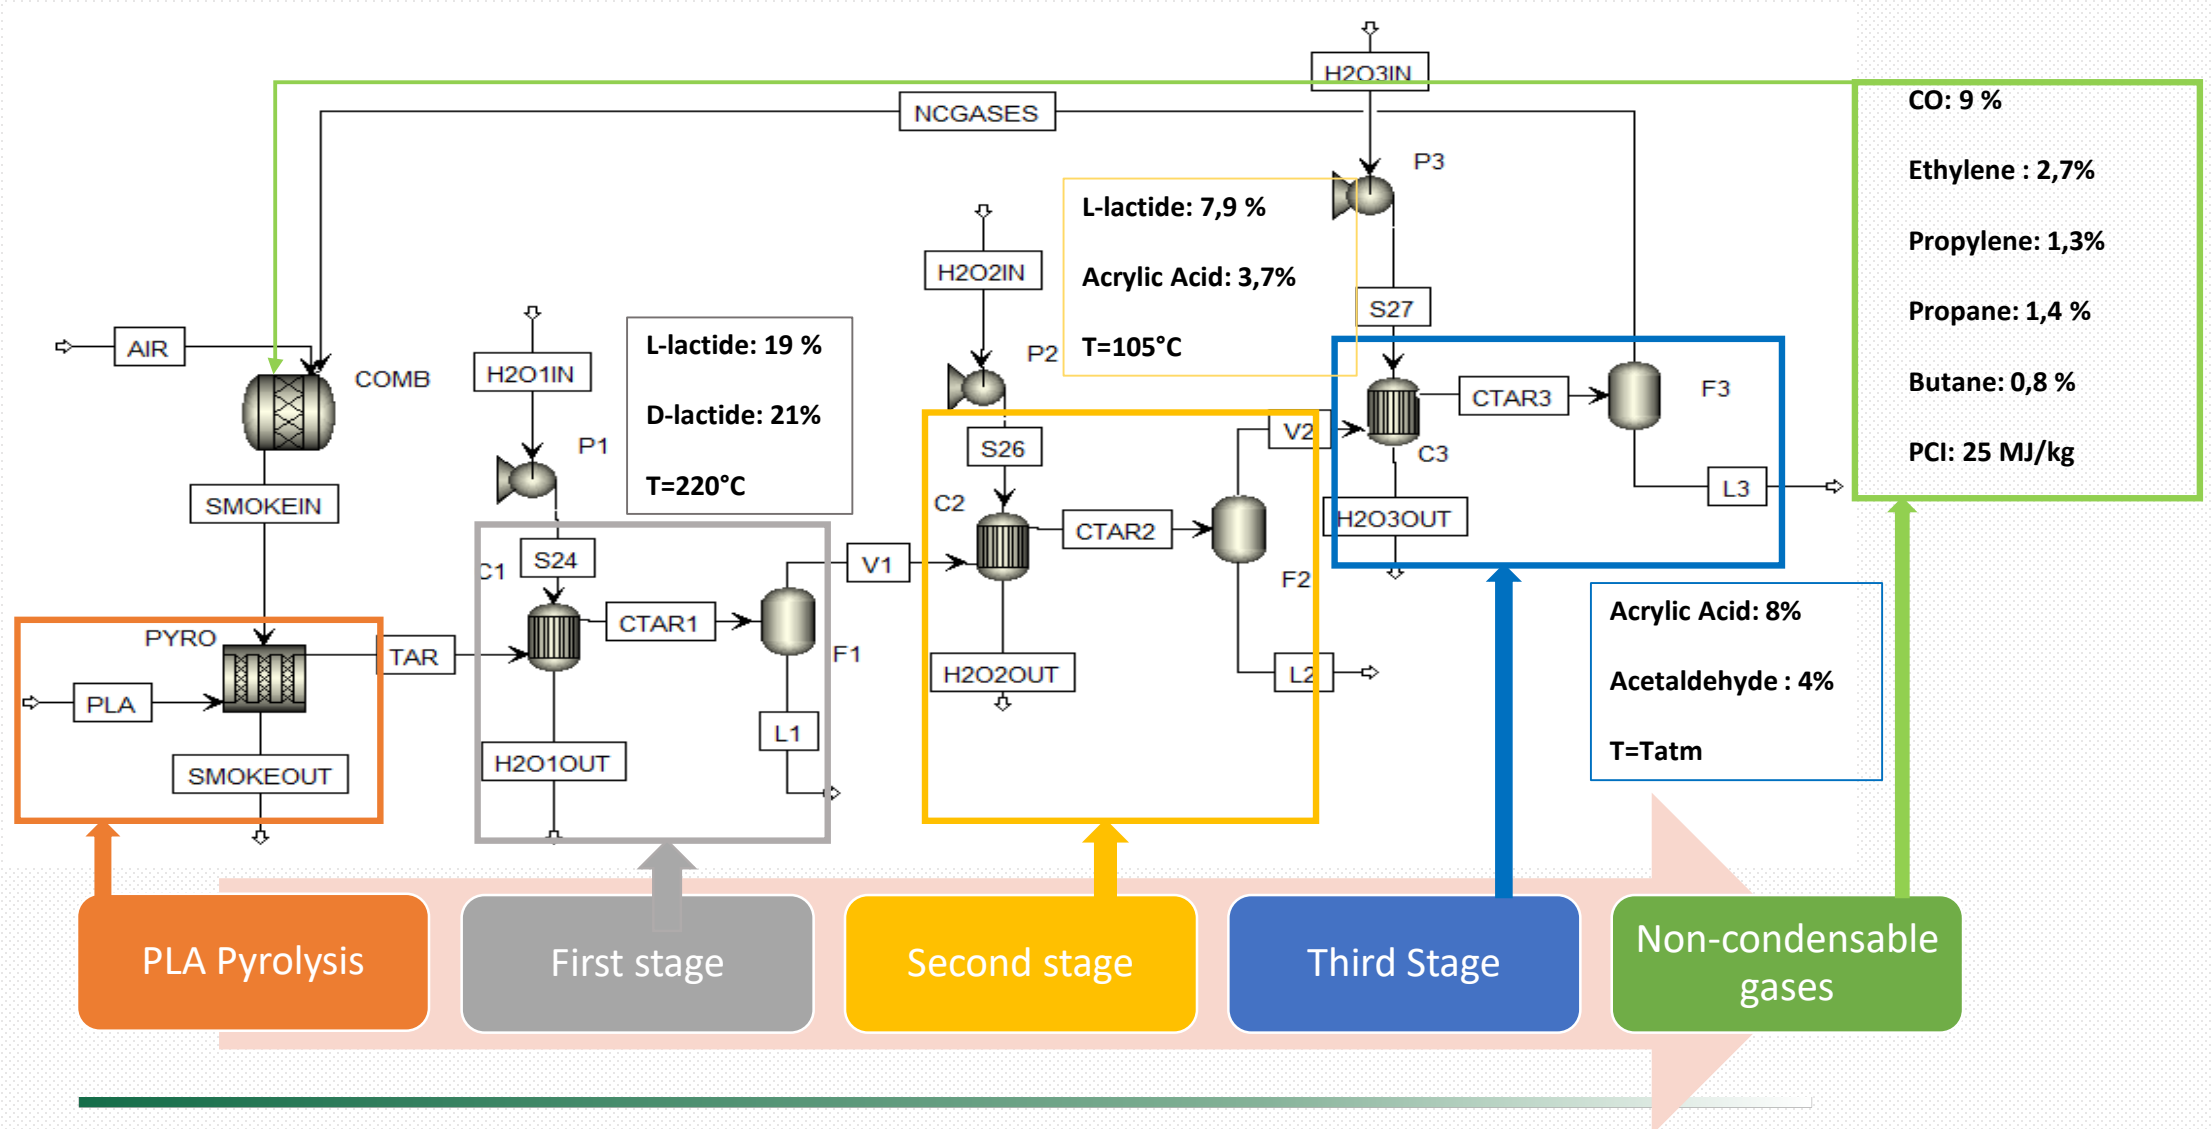 H2O3IN
NCGASES
P3
CO: 9 %
Ethylene : 2,7%
Propylene: 1,3%
Propane: 1,4 %
Butane: 0,8 %
PCI: 25 MJ/kg
L-lactide: 7,9 %
Acrylic Acid: 3,7%
T=105°C
H2O2IN
P2
S27
AIR
COMB
H2O1IN
P1
L-lactide: 19 %
D-lactide: 21%
T=220°C
SMOKEIN
S24
C1
CTAR1
F1
V1
L1
H2O1OUT
S26
C2
CTAR2
F2
V2
L2
H2O2OUT
CTAR3
F3
C3
L3
H2O3OUT
PYRO
TAR
PLA
SMOKEOUT
Acrylic Acid: 8%
Acetaldehyde : 4%
T=Tatm
PLA Pyrolysis
First stage
Second stage
Third Stage
Non-condensable
gases